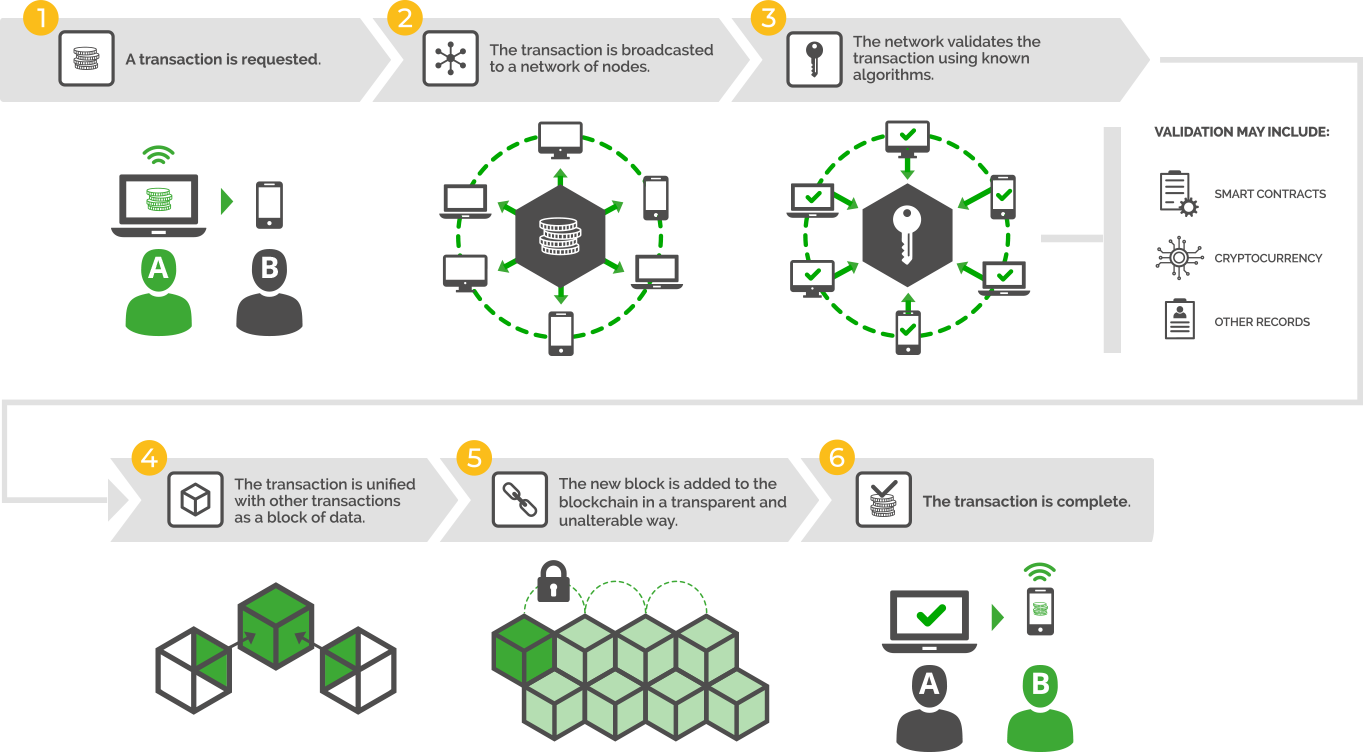 1
A transaction is requested.
2
The transaction is broadcasted
to a network of nodes.
3
The network validates the
transaction using known
algorithms.
A
B
VALIDATION MAY INCLUDE:
SMART CONTRACTS
CRYPTOCURRENCY
OTHER RECORDS
4
The transaction is unified
with other transactions
as a block of data.
5
The new block is added to the
blockchain in a transparent and
unalterable way.
6
The transaction is complete.
A
B